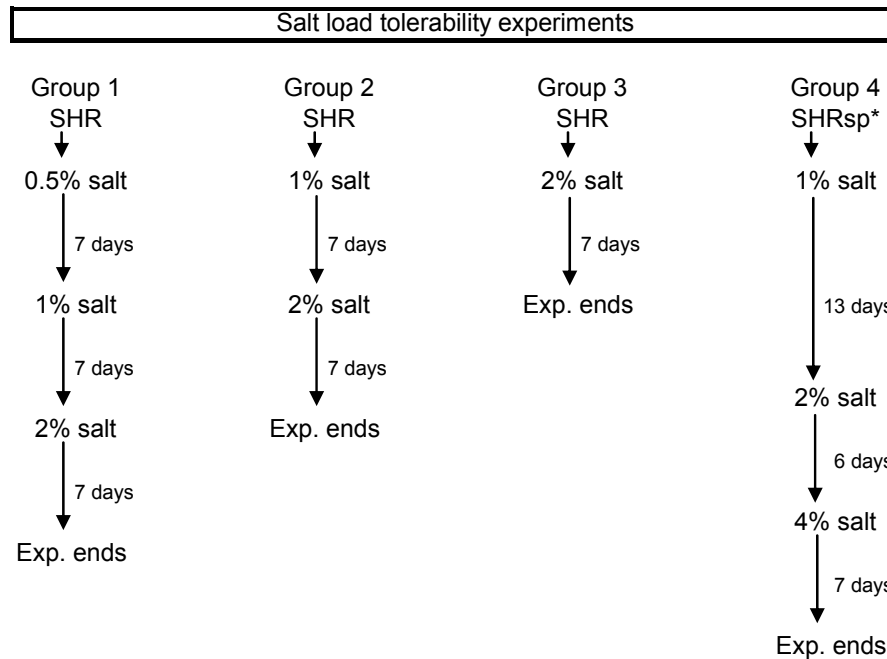 Salt load tolerability experiments
Group 1
SHR
0.5% salt
7 days
1% salt
7 days
2% salt
7 days
Exp. ends
Group 2
SHR
1% salt
7 days
2% salt
7 days
Exp. ends
Group 3
SHR
2% salt
7 days
Exp. ends
Group 4
SHRsp*
1% salt
13 days
2% salt
6 days
4% salt
7 days
Exp. ends